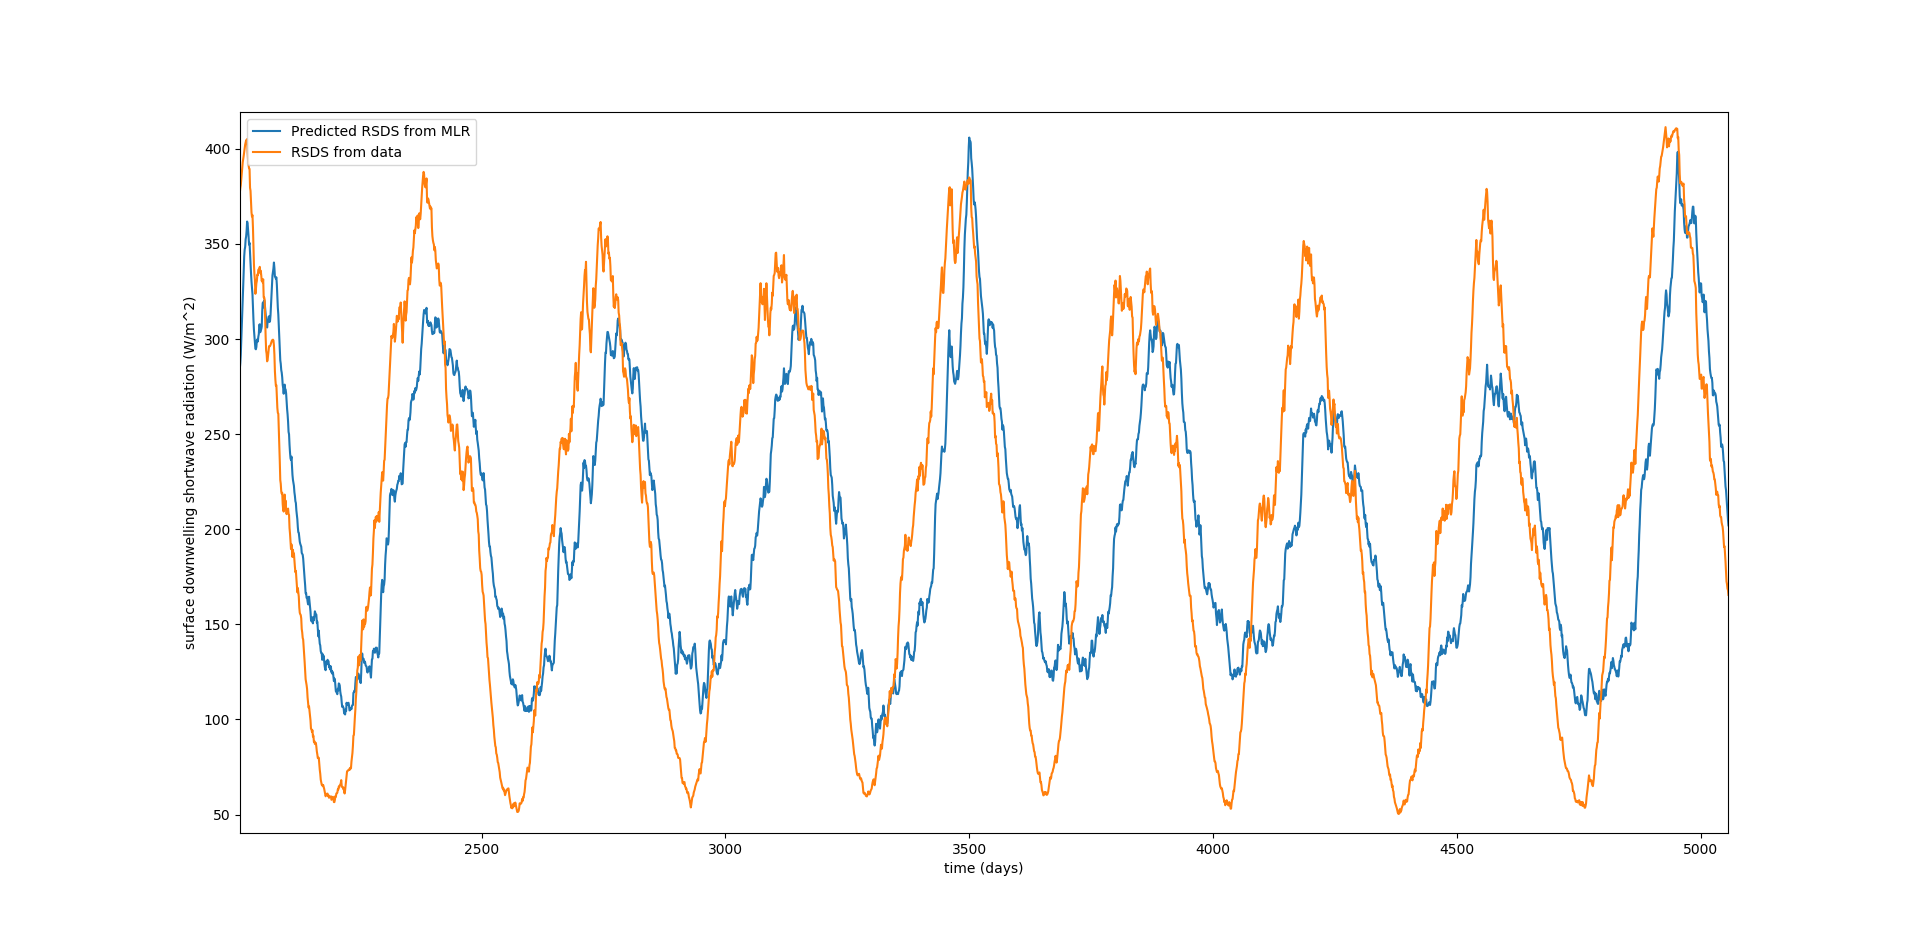 Predicted RSDS from MLR
RSDS from data
400
350
300
250
200
150
100
50
surface downwelling shortwave radiation (W/m^2)
2500 3000 3500 4000 4500 5000
time (days)